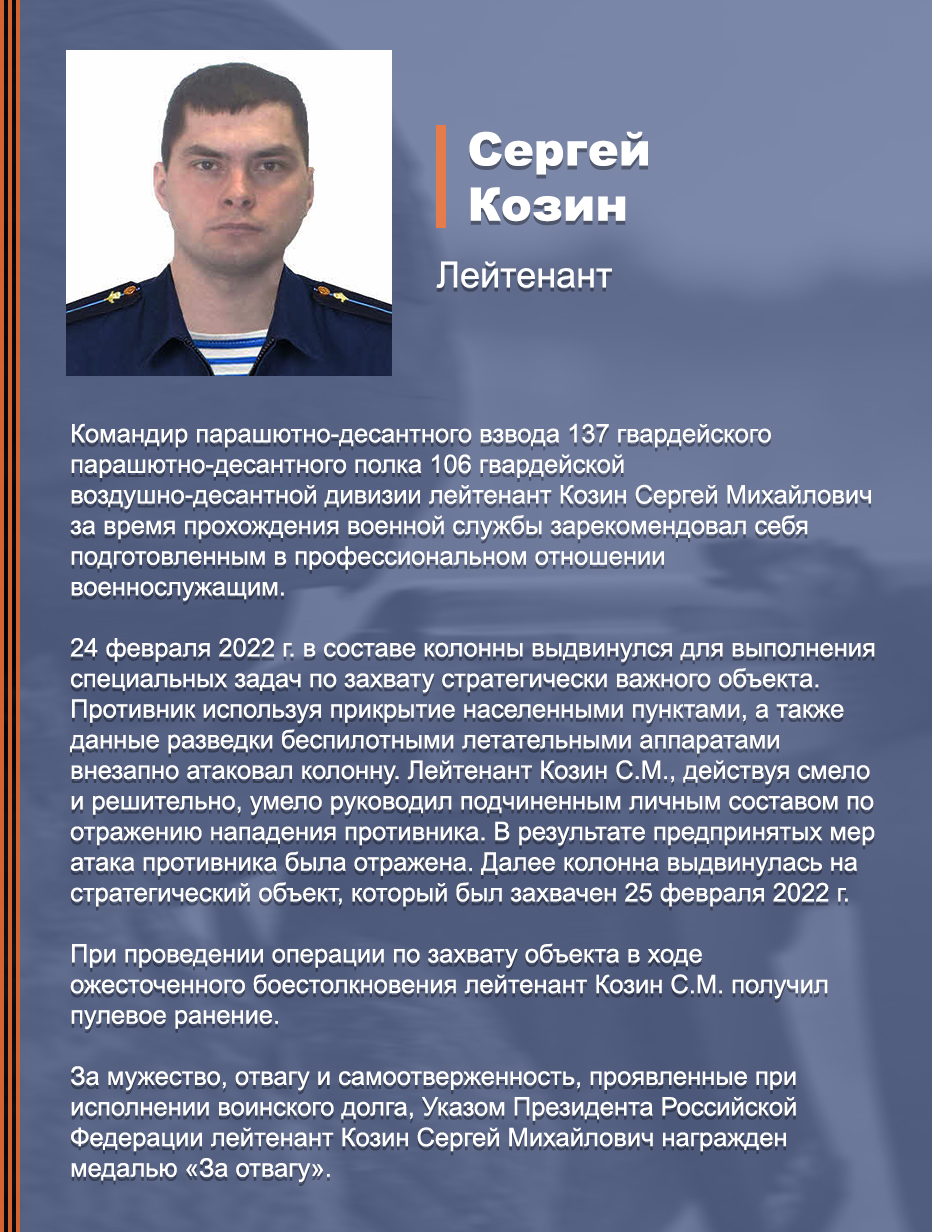 Сергей
Козин
Лейтенант
Командир парашютно-десантного взвода 137 гвардейского
парашютно-десантного полка 106 гвардейской
воздушно-десантной дивизии лейтенант Козин Сергей Михайлович
за время прохождения военной службы зарекомендовал себя
подготовленным в профессиональном отношении
военнослужащим.
24 февраля 2022 г. в составе колонны выдвинулся для выполнения
специальных задач по захвату стратегически важного объекта.
Противник используя прикрытие населенными пунктами, а также
данные разведки беспилотными летательными аппаратами
внезапно атаковал колонну. Лейтенант Козин С.М., действуя смело
и решительно, умело руководил подчиненным личным составом по
отражению нападения противника. В результате предпринятых мер
атака противника была отражена. Далее колонна выдвинулась на
стратегический объект, который был захвачен 25 февраля 2022 г.
При проведении операции по захвату объекта в ходе
ожесточенного боестолкновения лейтенант Козин С.М. получил
пулевое ранение.
За мужество, отвагу и самоотверженность, проявленные при
исполнении воинского долга, Указом Президента Российской
Федерации лейтенант Козин Сергей Михайлович награжден
медалью «За отвагу».